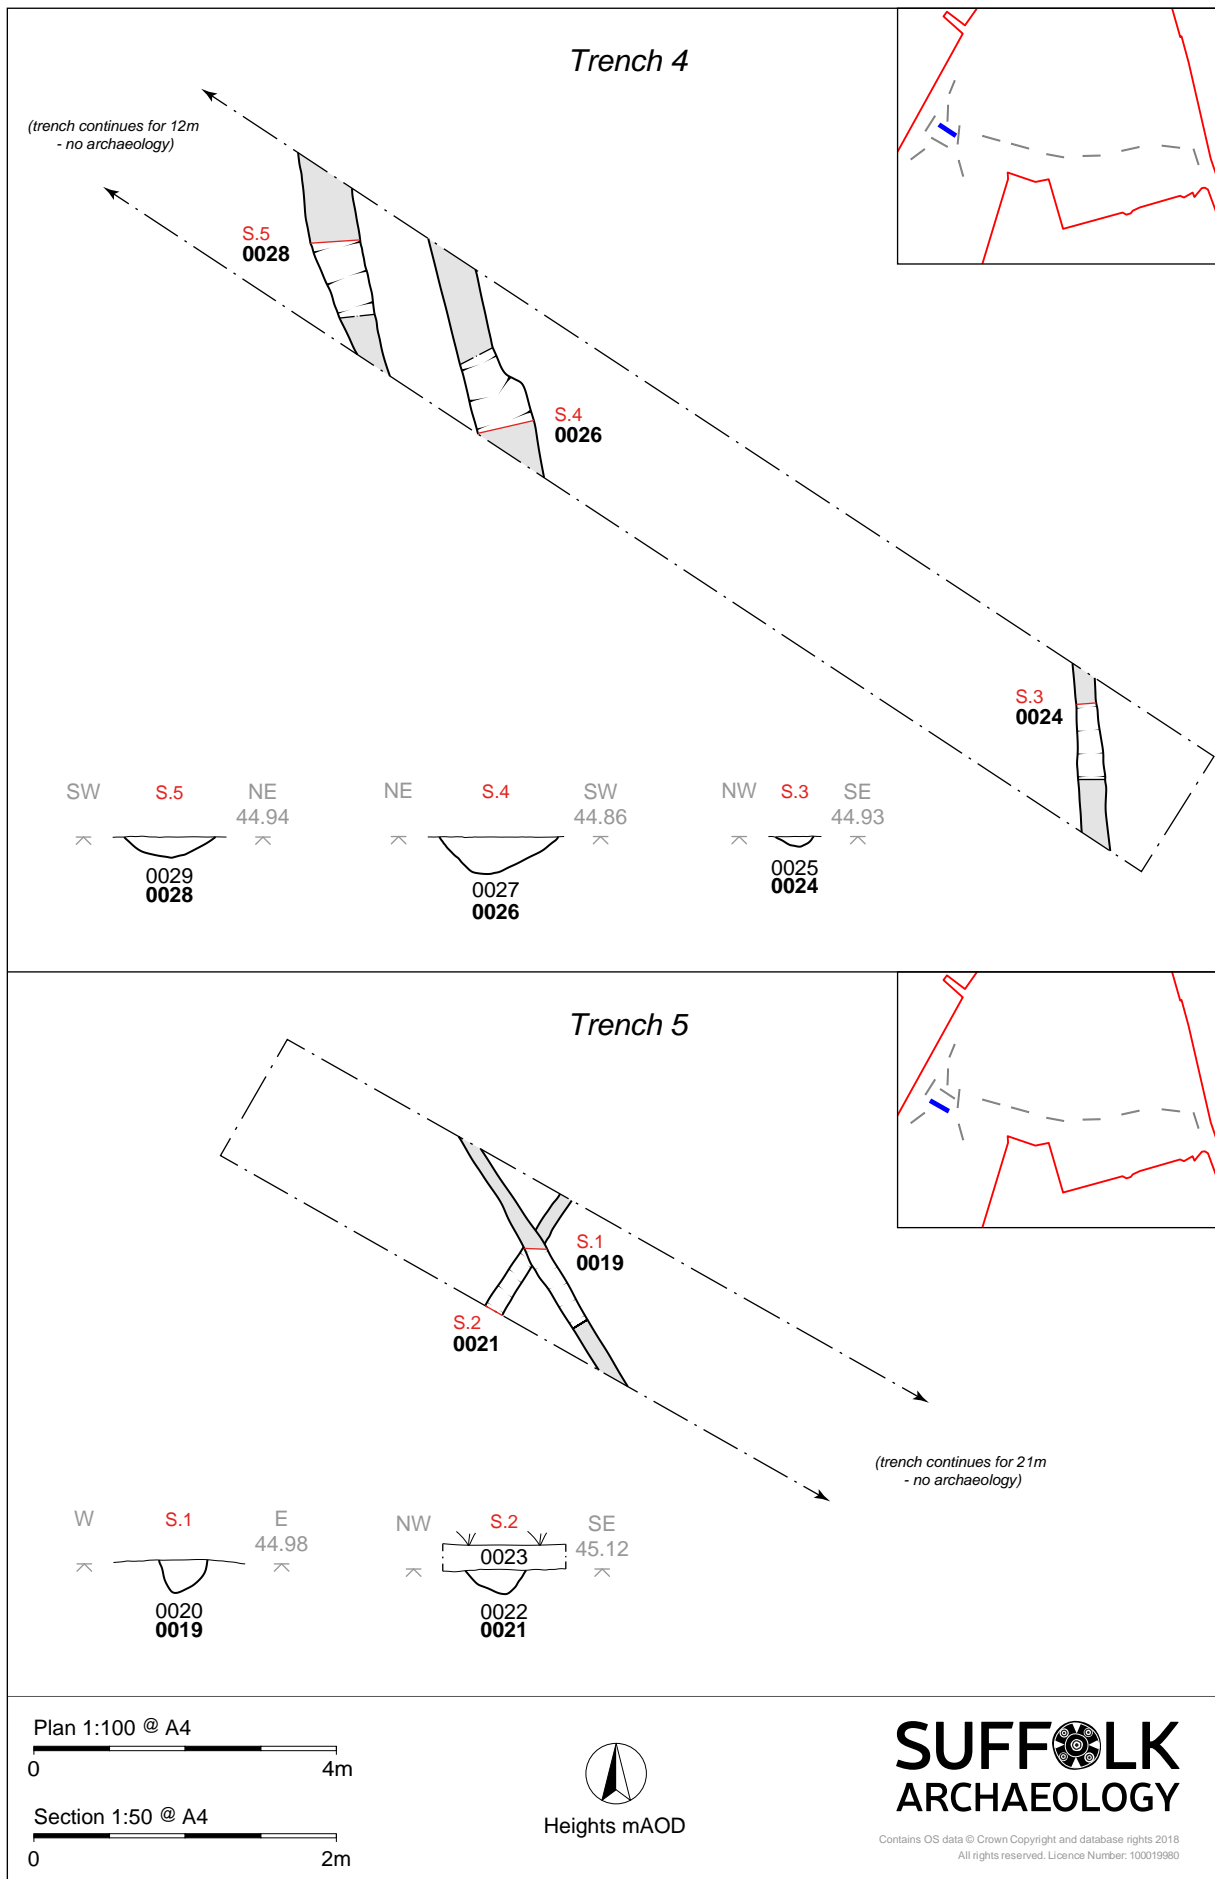 Trench 4
(trench continues for 12m
- no archaeology)
S.5
0028
S.4
0026
S.3
0024
SW S.5 NE
44.94
0029
0028
NE S.4 SW
44.86
0027
0026
NW S.3 SE
44.93
0025
0024
Trench 5
S.1
0019
S.2
0021
(trench continues for 21m
- no archaeology)
W S.1 E
44.98
0020
0019
NW S.2 SE
45.12
0023
0022
0021
Plan 1:100 @ A4
0 4m
Section 1:50 @ A4
0 2m
Heights mAOD
SUFFOLK
ARCHAEOLOGY
Contains OS data © Crown Copyright and database rights 2018
All rights reserved. Licence Number: 100019980